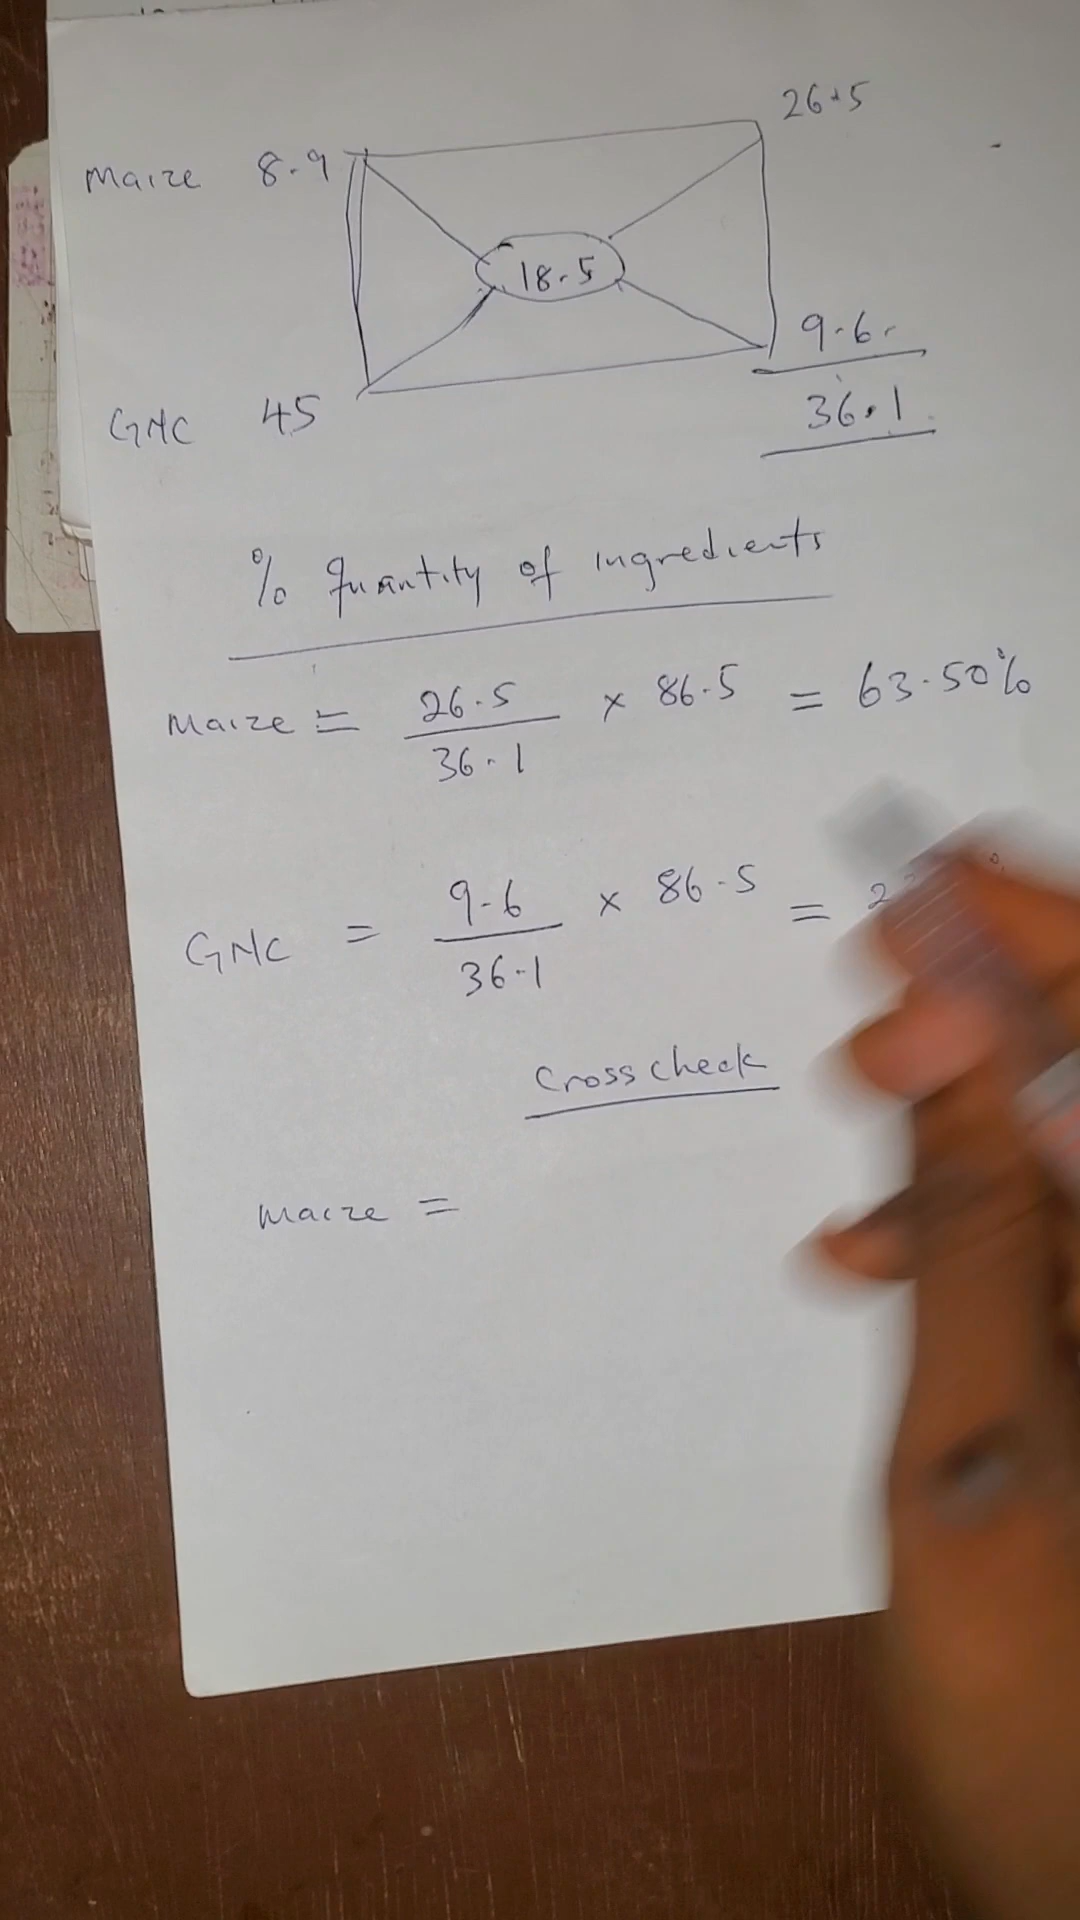 26.5
Maize 8.9
18.5
9.6
GNC 45
36.1
% Quantity of ingredients
Maize = 26.5 / 36.1 x 86.5 = 63.50%
GNC = 9.6 / 36.1 x 86.5 =
Cross check
Maize =